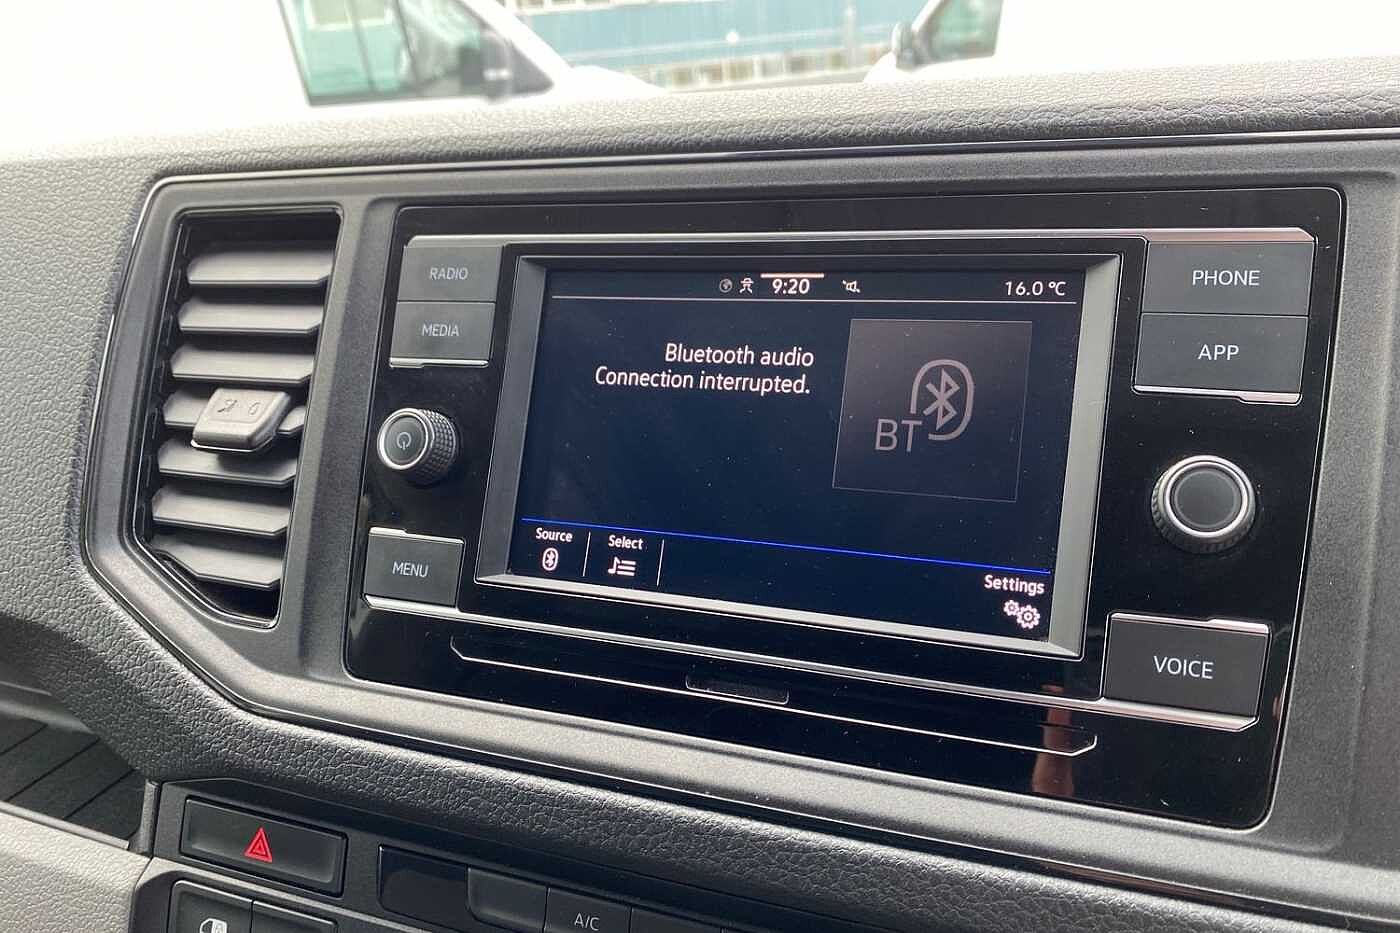 RADIO
MEDIA
MENU
9:20
16.0 °C
Bluetooth audio
Connection interrupted.
BT
Source
Select
Settings
PHONE
APP
VOICE
A/C